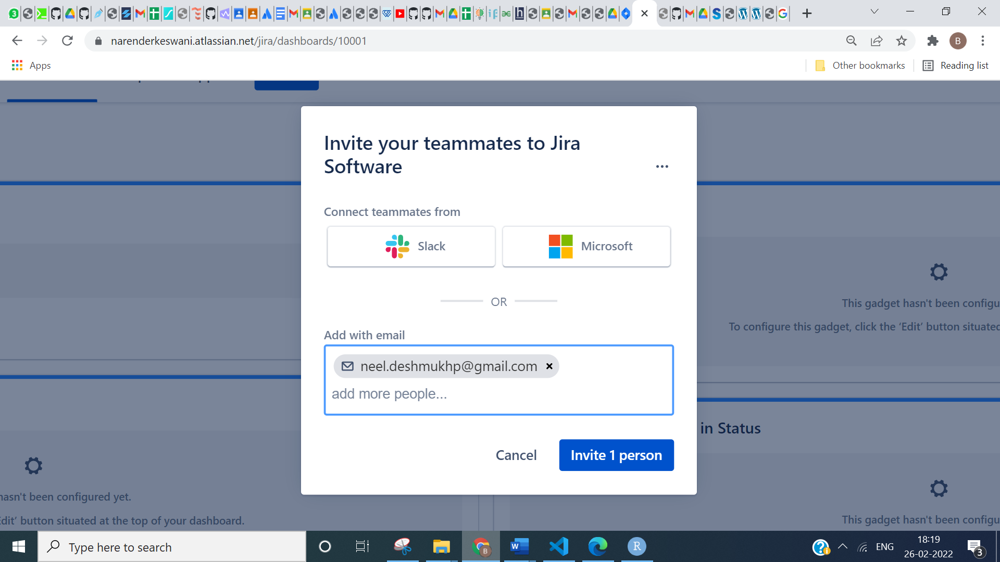 narenderkeswani.atlassian.net/jira/dashboards/10001
B
Apps
Other bookmarks
Reading list
Invite your teammates to Jira
Software
Connect teammates from
Slack
Microsoft
OR
Add with email
neel.deshmukhp@gmail.com
add more people...
Cancel
Invite 1 person
This gadget hasn't been configu
To configure this gadget, click the ‘Edit’ button situated
in Status
hasn't been configured yet.
Edit’ button situated at the top of your dashboard.
This gadget hasn't been configu
Type here to search
ENG
18:19
26-02-2022
3